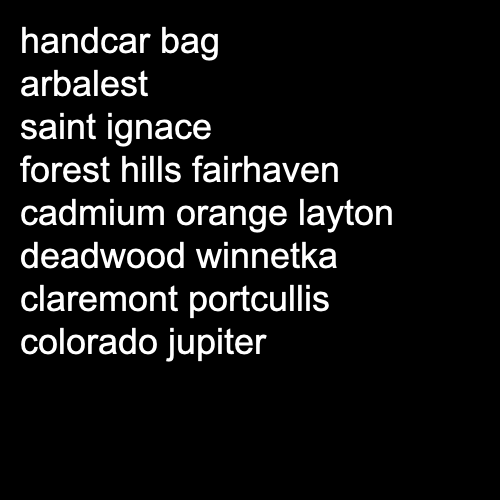 handcar bag
arbalest
saint ignace
forest hills fairhaven
cadmium orange layton
deadwood winnetka
claremont portcullis
colorado jupiter